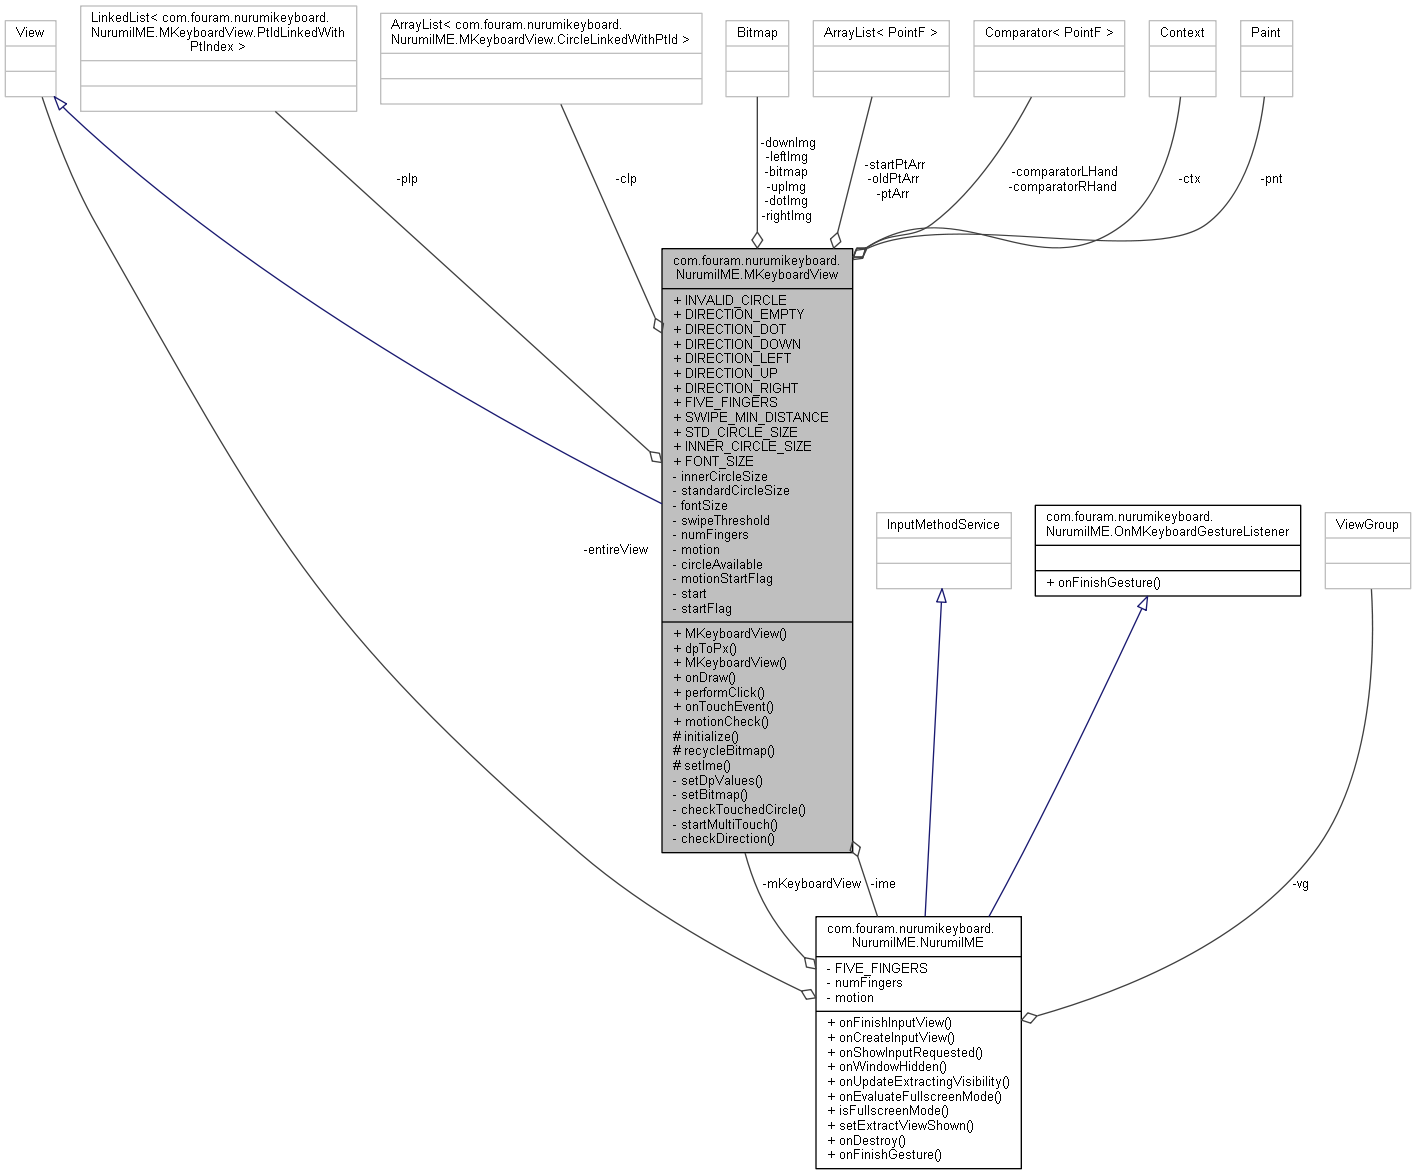 View
LinkedList< com.fouram.nurumikeyboard.
NurumiIME.MKeyboardView.PtIdLinkedWith
PtIndex >
ArrayList< com.fouram.nurumikeyboard.
NurumiIME.MKeyboardView.CircleLinkedWithPtId >
Bitmap
ArrayList< PointF >
Comparator< PointF >
Context
Paint
-plp
-clp
-downImg
-leftImg
-bitmap
-upImg
-dotImg
-rightImg
-startPtArr
-oldPtArr
-ptArr
-comparatorLHand
-comparatorRHand
-ctx
-pnt
com.fouram.nurumikeyboard.
NurumiIME.MKeyboardView
+ INVALID_CIRCLE
+ DIRECTION_EMPTY
+ DIRECTION_DOT
+ DIRECTION_DOWN
+ DIRECTION_LEFT
+ DIRECTION_UP
+ DIRECTION_RIGHT
+ FIVE_FINGERS
+ SWIPE_MIN_DISTANCE
+ STD_CIRCLE_SIZE
+ INNER_CIRCLE_SIZE
+ FONT_SIZE
- innerCircleSize
- standardCircleSize
- fontSize
- swipeThreshold
- numFingers
- motion
- circleAvailable
- motionStartFlag
- start
- startFlag
+ MKeyboardView()
+ dpToPx()
+ MKeyboardView()
+ onDraw()
+ performClick()
+ onTouchEvent()
+ motionCheck()
# initialize()
# recycleBitmap()
# setIme()
- setDpValues()
- setBitmap()
- checkTouchedCircle()
- startMultiTouch()
- checkDirection()
-entireView
InputMethodService
com.fouram.nurumikeyboard.
NurumiIME.OnMKeyboardGestureListener
+ onFinishGesture()
ViewGroup
-mKeyboardView
-ime
-vg
com.fouram.nurumikeyboard.
NurumiIME.NurumiIME
- FIVE_FINGERS
- numFingers
- motion
+ onFinishInputView()
+ onCreateInputView()
+ onShowInputRequested()
+ onWindowHidden()
+ onUpdateExtractingVisibility()
+ onEvaluateFullscreenMode()
+ isFullscreenMode()
+ setExtractViewShown()
+ onDestroy()
+ onFinishGesture()